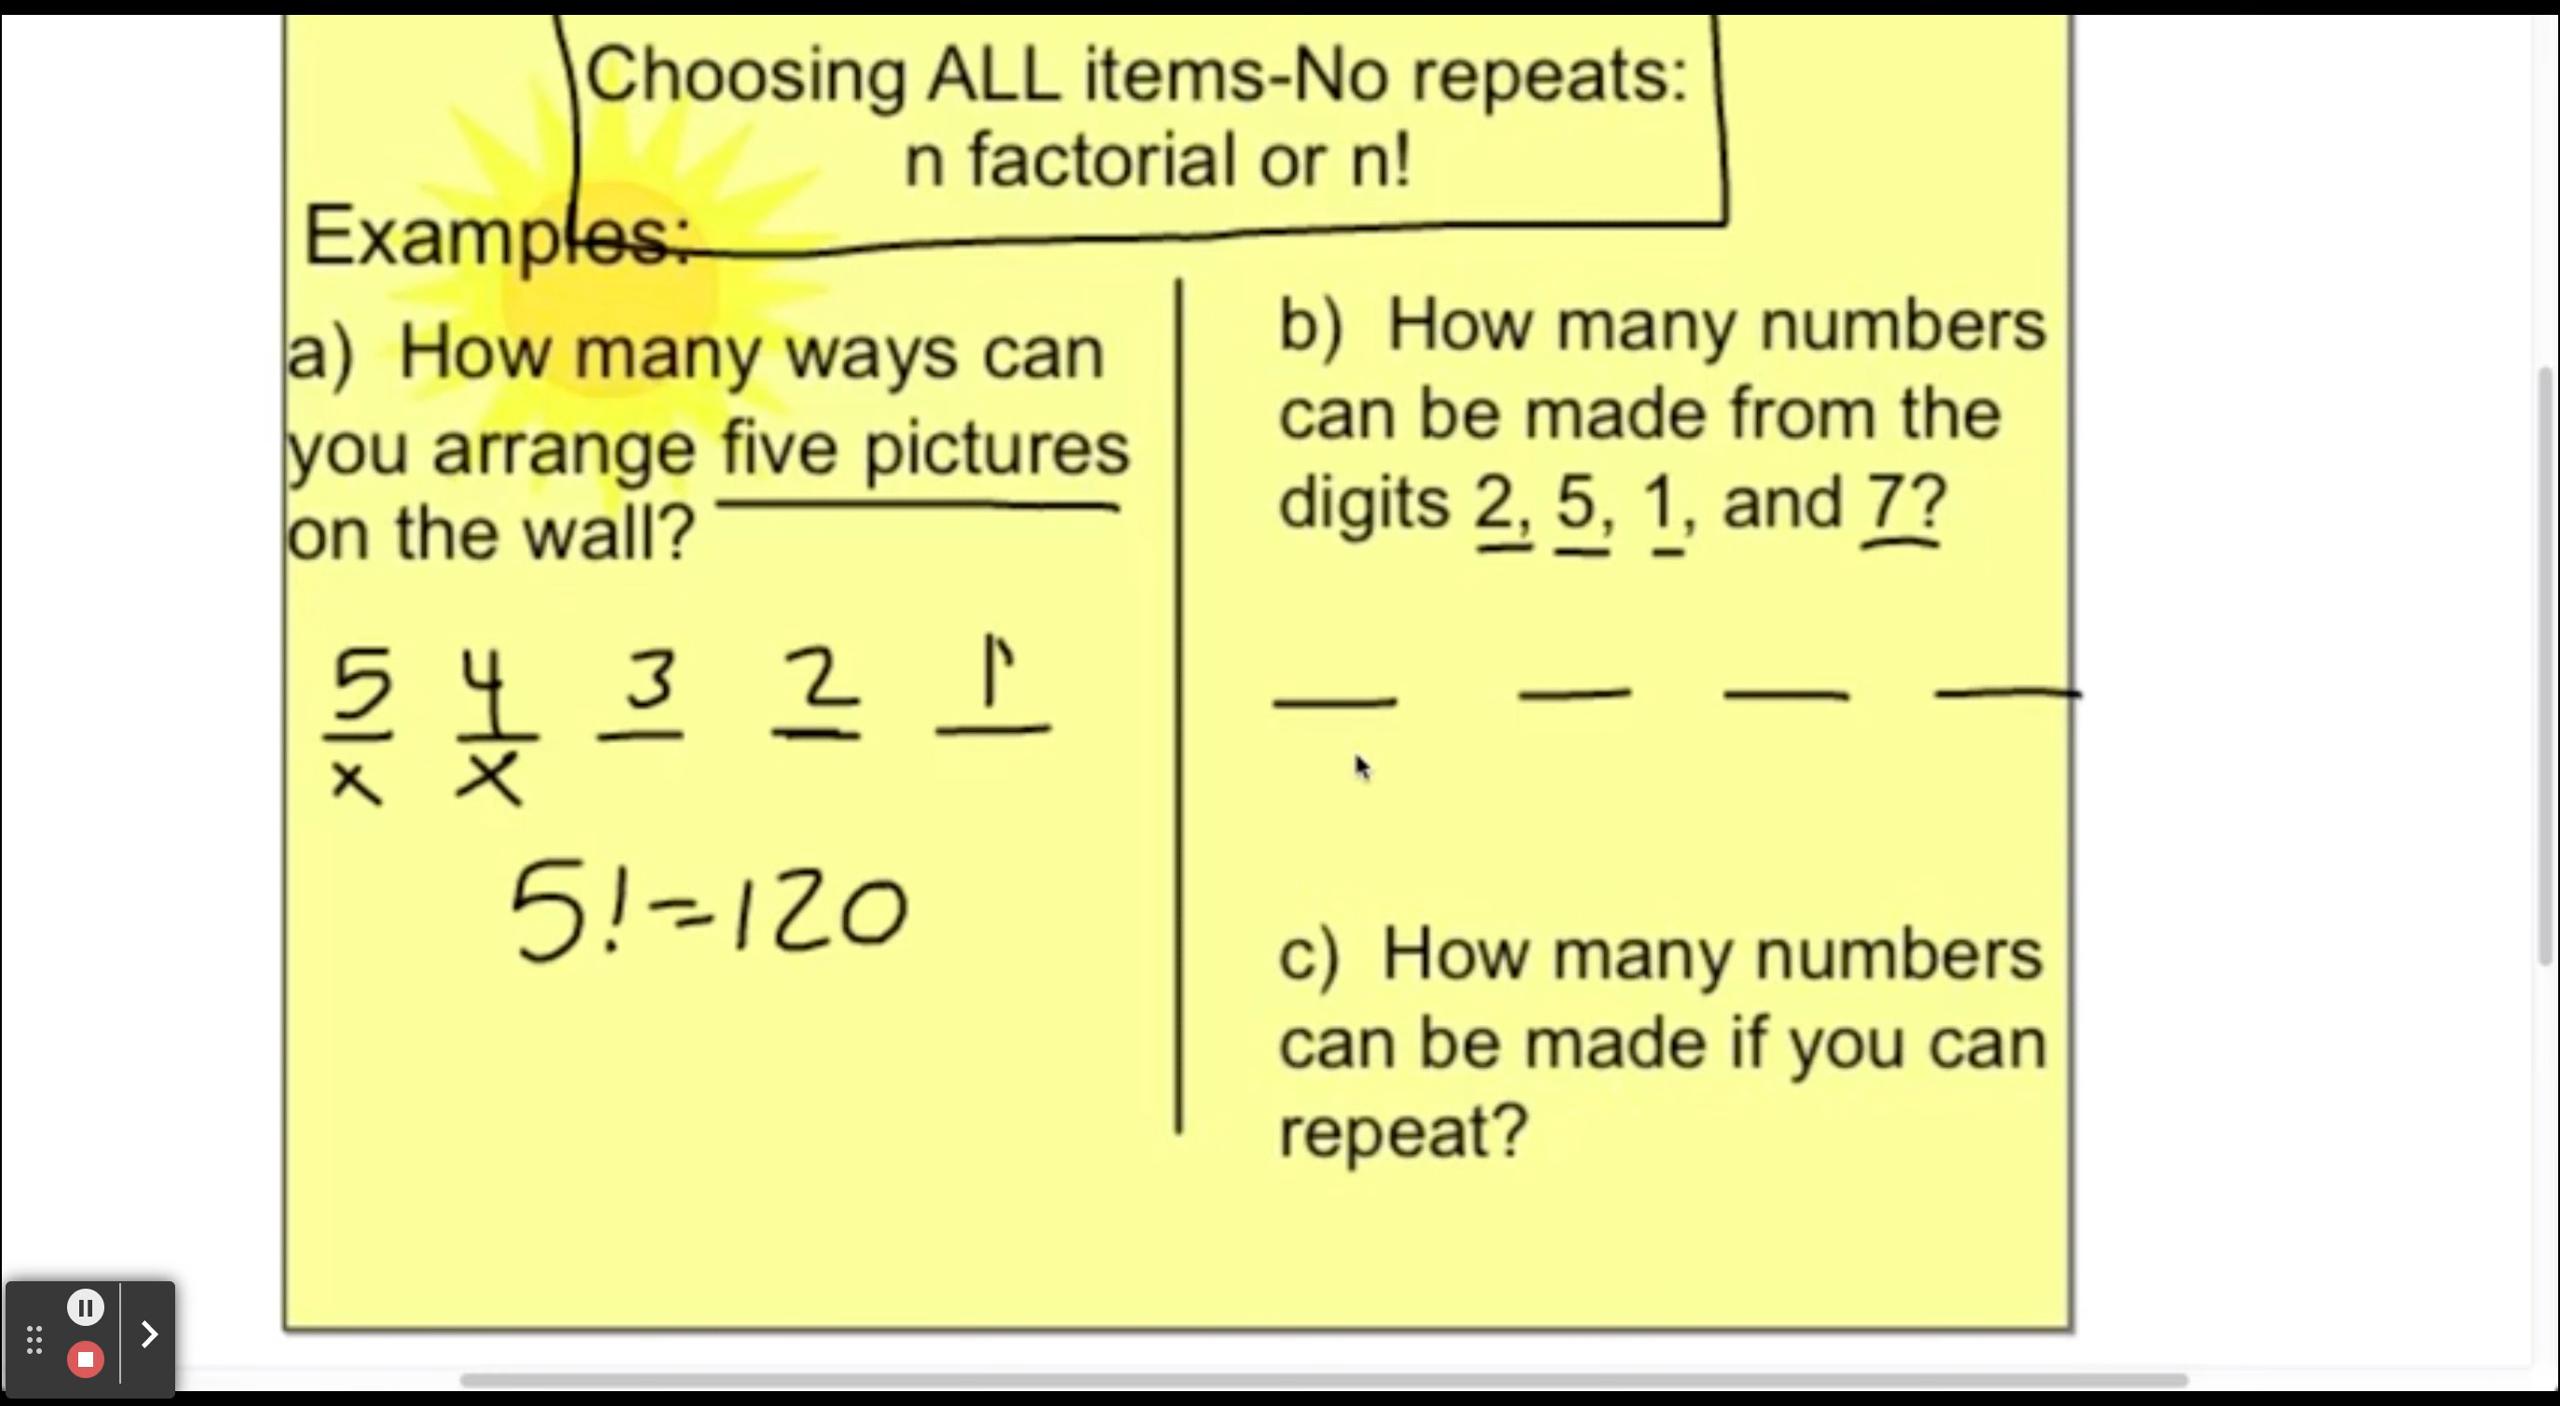 Choosing ALL items-No repeats:
n factorial or n!
Examples:
a) How many ways can
you arrange five pictures
on the wall?
5 4 3 2 1
x x
5!=120
b) How many numbers
can be made from the
digits 2, 5, 1, and 7?
c) How many numbers
can be made if you can
repeat?